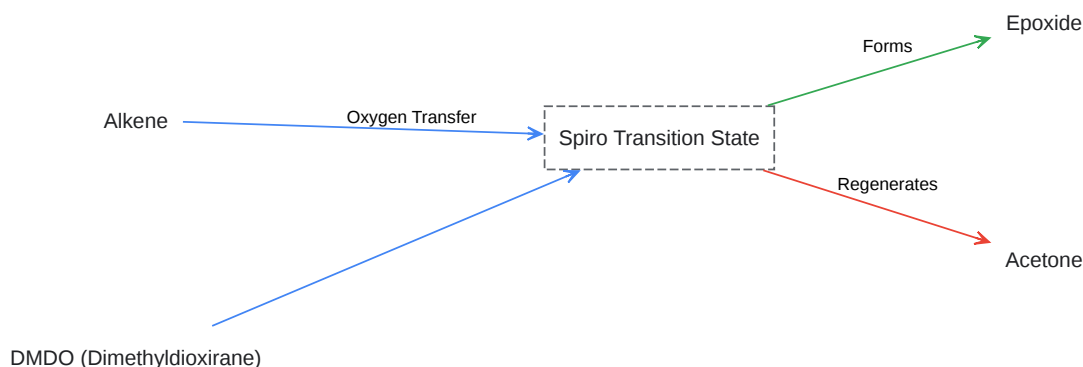 Epoxide
Forms
Alkene
Oxygen Transfer
Spiro Transition State
Regenerates
Acetone
DMDO (Dimethyldioxirane)